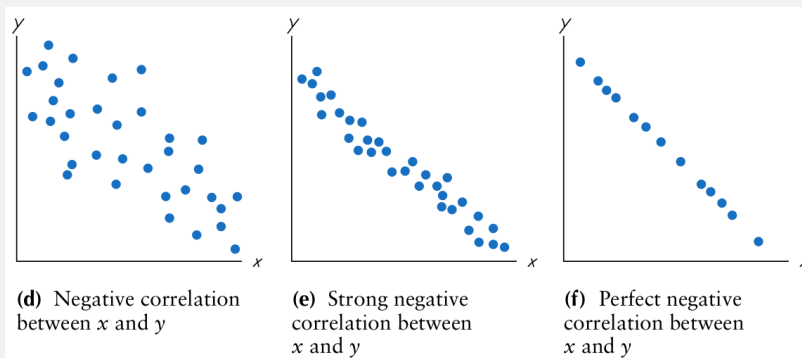 y
y
y
x
x
(d) Negative correlation
between x and y
(e) Strong negative
correlation between
x and y
(f) Perfect negative
correlation between
x and y